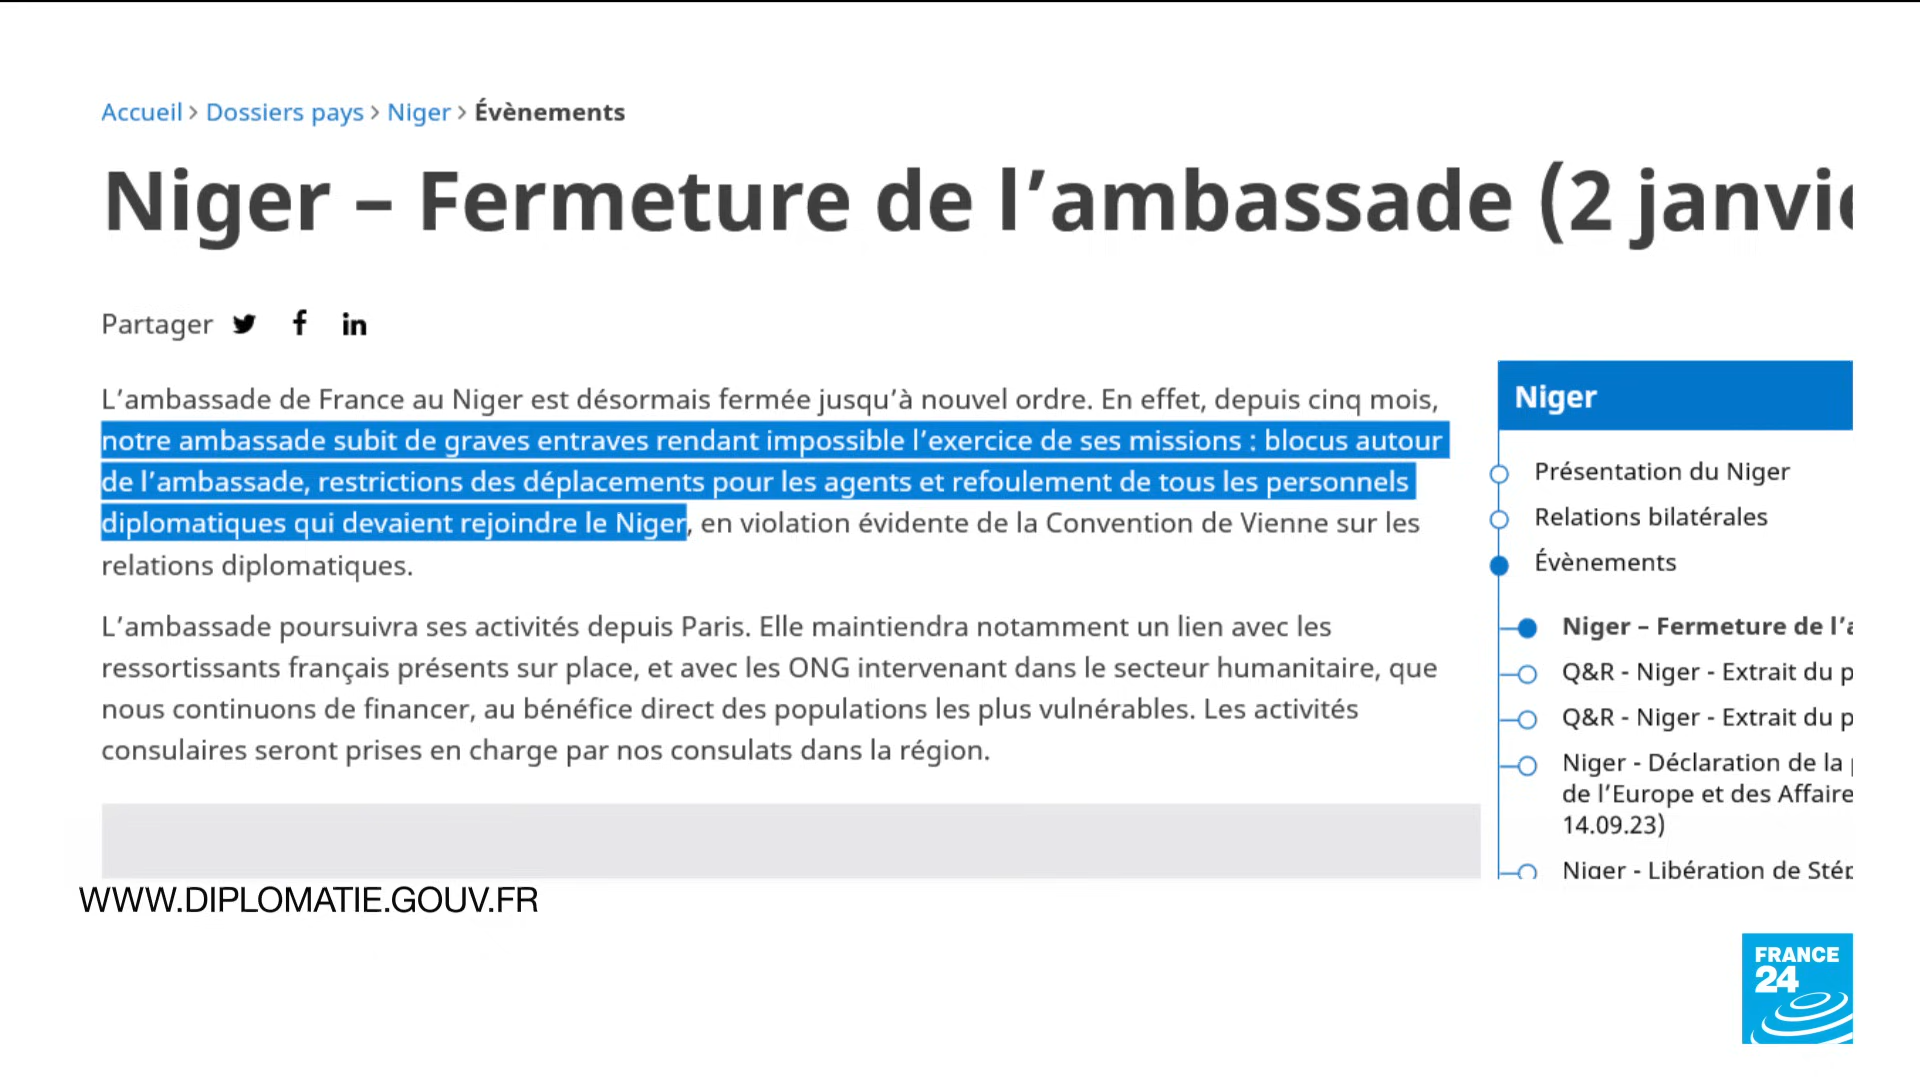 Accueil > Dossiers pays > Niger > Évènements
Niger – Fermeture de l’ambassade (2 janvie
Partager
L’ambassade de France au Niger est désormais fermée jusqu’à nouvel ordre. En effet, depuis cinq mois,
notre ambassade subit de graves entraves rendant impossible l’exercice de ses missions : blocus autour
de l’ambassade, restrictions des déplacements pour les agents et refoulement de tous les personnels
diplomatiques qui devaient rejoindre le Niger, en violation évidente de la Convention de Vienne sur les
relations diplomatiques.
L’ambassade poursuivra ses activités depuis Paris. Elle maintiendra notamment un lien avec les
ressortissants français présents sur place, et avec les ONG intervenant dans le secteur humanitaire, que
nous continuons de financer, au bénéfice direct des populations les plus vulnérables. Les activités
consulaires seront prises en charge par nos consulats dans la région.
Niger
Présentation du Niger
Relations bilatérales
Évènements
Niger – Fermeture de l’a
Q&R - Niger - Extrait du p
Q&R - Niger - Extrait du p
Niger - Déclaration de la p
de l’Europe et des Affaire
14.09.23)
Niger - Libération de Stép
WWW.DIPLOMATIE.GOUV.FR
FRANCE
24